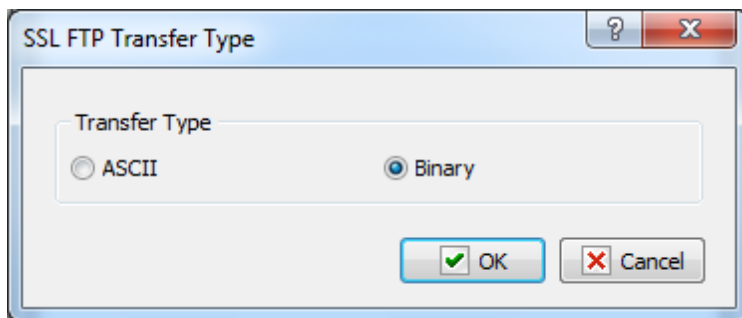 SSL FTP Transfer Type
Transfer Type
ASCII Binary
OK Cancel